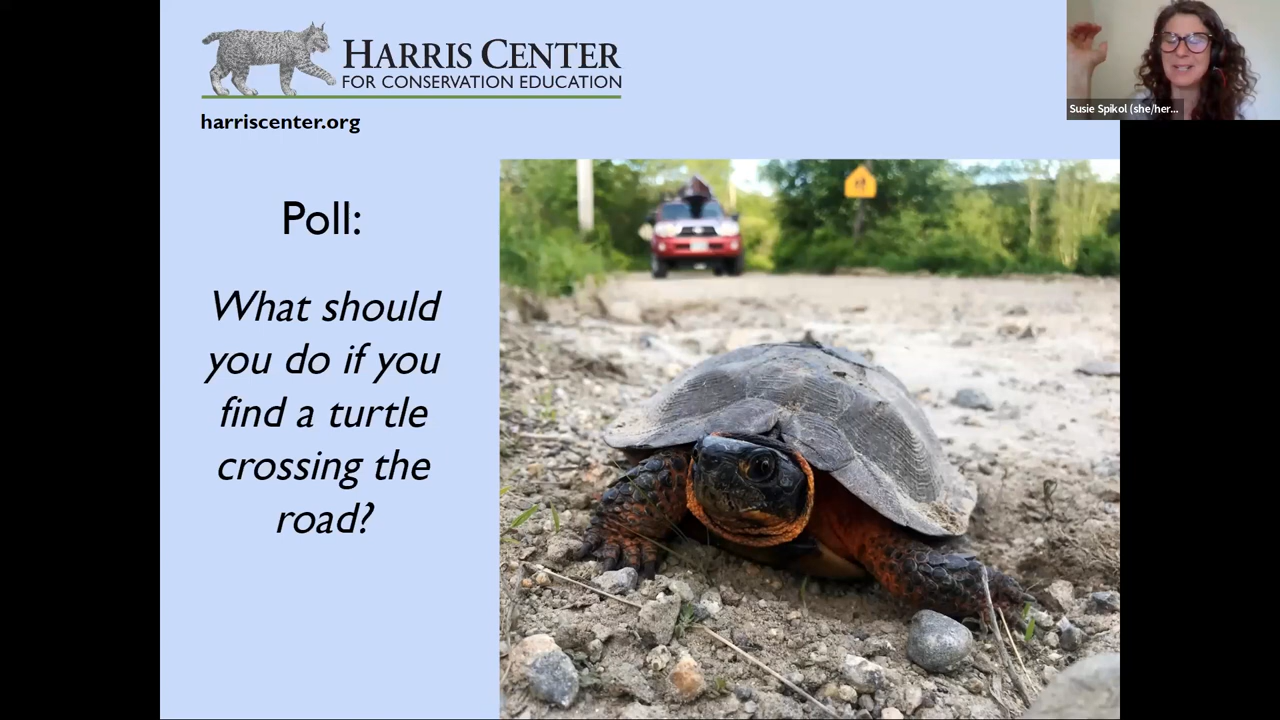 HARRIS CENTER
FOR CONSERVATION EDUCATION
harriscenter.org
Susie Spikol (she/her...
Poll:
What should
you do if you
find a turtle
crossing the
road?